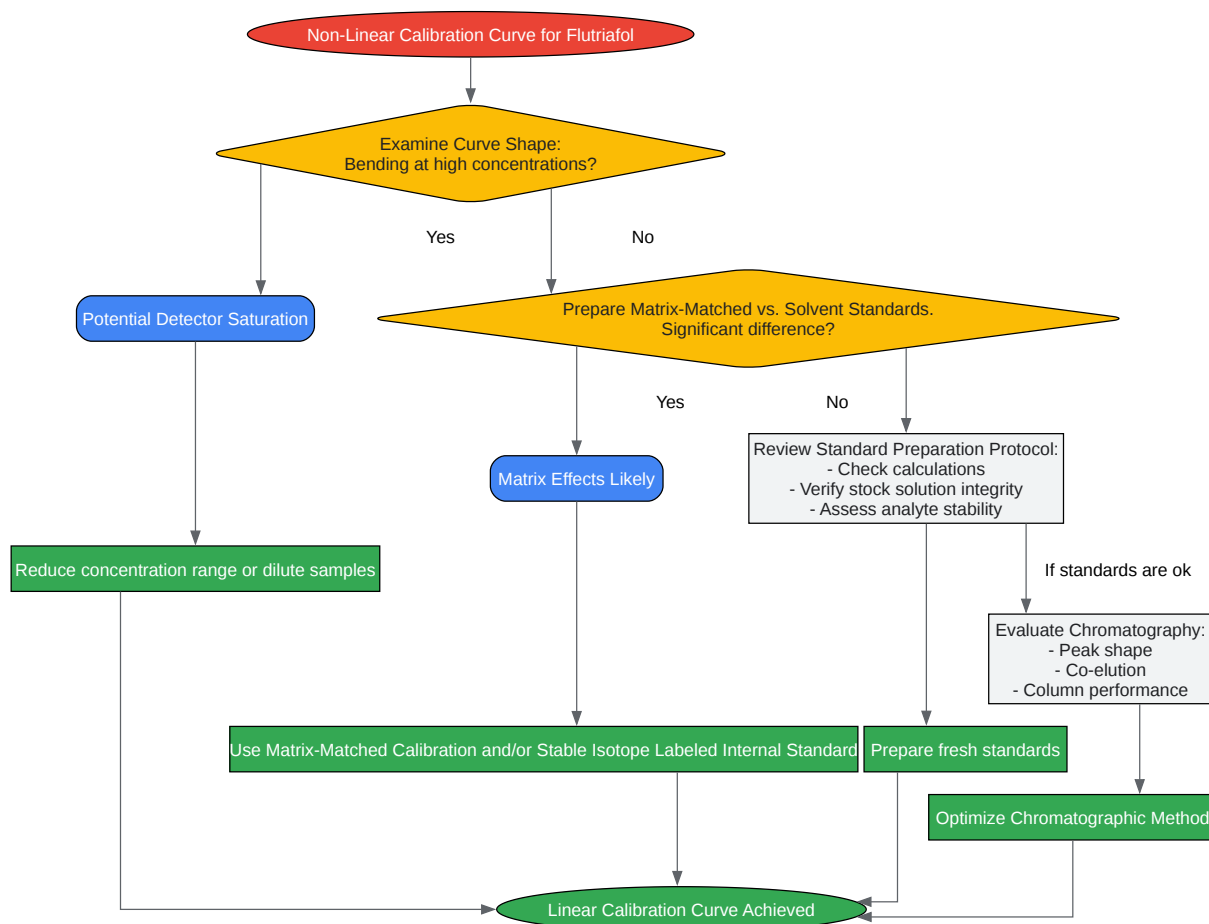 Non-Linear Calibration Curve for Flutriafol
Examine Curve Shape:
Bending at high concentrations?
Yes
No
Potential Detector Saturation
Prepare Matrix-Matched vs. Solvent Standards.
Significant difference?
Yes
No
Review Standard Preparation Protocol:
- Check calculations
- Verify stock solution integrity
- Assess analyte stability
Matrix Effects Likely
Reduce concentration range or dilute samples
If standards are ok
Evaluate Chromatography:
- Peak shape
- Co-elution
- Column performance
Use Matrix-Matched Calibration and/or Stable Isotope Labeled Internal Standard
Prepare fresh standards
Optimize Chromatographic Method
Linear Calibration Curve Achieved